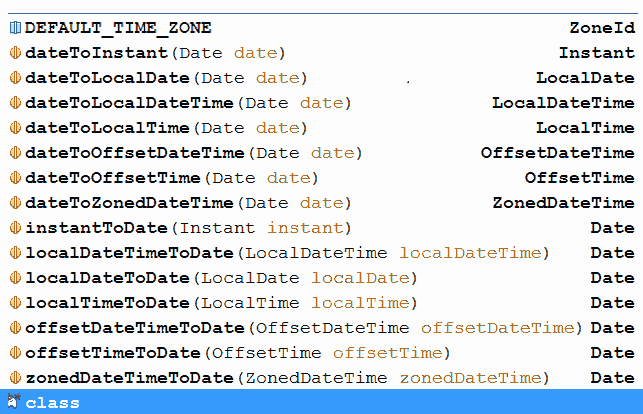 DEFAULT_TIME_ZONE ZoneId
dateToInstant(Date date) Instant
dateToLocalDate(Date date) LocalDate
dateToLocalDateTime(Date date) LocalDateTime
dateToLocalTime(Date date) LocalTime
dateToOffsetDateTime(Date date) OffsetDateTime
dateToOffsetTime(Date date) OffsetTime
dateToZonedDateTime(Date date) ZonedDateTime
instantToDate(Instant instant) Date
localDateTimeToDate(LocalDateTime localDateTime) Date
localDateToDate(LocalDate localDate) Date
localTimeToDate(LocalTime localTime) Date
offsetDateTimeToDate(OffsetDateTime offsetDateTime) Date
offsetTimeToDate(OffsetTime offsetTime) Date
zonedDateTimeToDate(ZonedDateTime zonedDateTime) Date
class